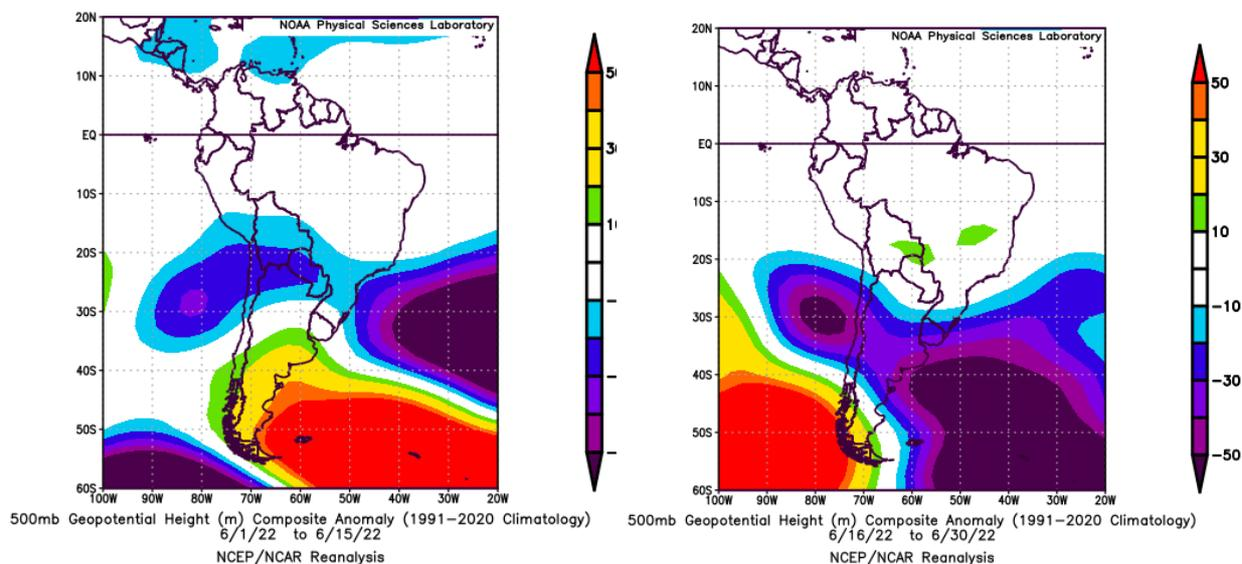 NOAA Physical Sciences Laboratory
20N
10N
EQ
10S
20S
30S
40S
50S
60S
100W 90W 80W 70W 60W 50W 40W 30W 20W
500mb Geopotential Height (m) Composite Anomaly (1991-2020 Climatology)
6/1/22 to 6/15/22
NCEP/NCAR Reanalysis
NOAA Physical Sciences Laboratory
20N
10N
EQ
10S
20S
30S
40S
50S
60S
100W 90W 80W 70W 60W 50W 40W 30W 20W
50
30
10
-10
-30
-50
500mb Geopotential Height (m) Composite Anomaly (1991-2020 Climatology)
6/16/22 to 6/30/22
NCEP/NCAR Reanalysis